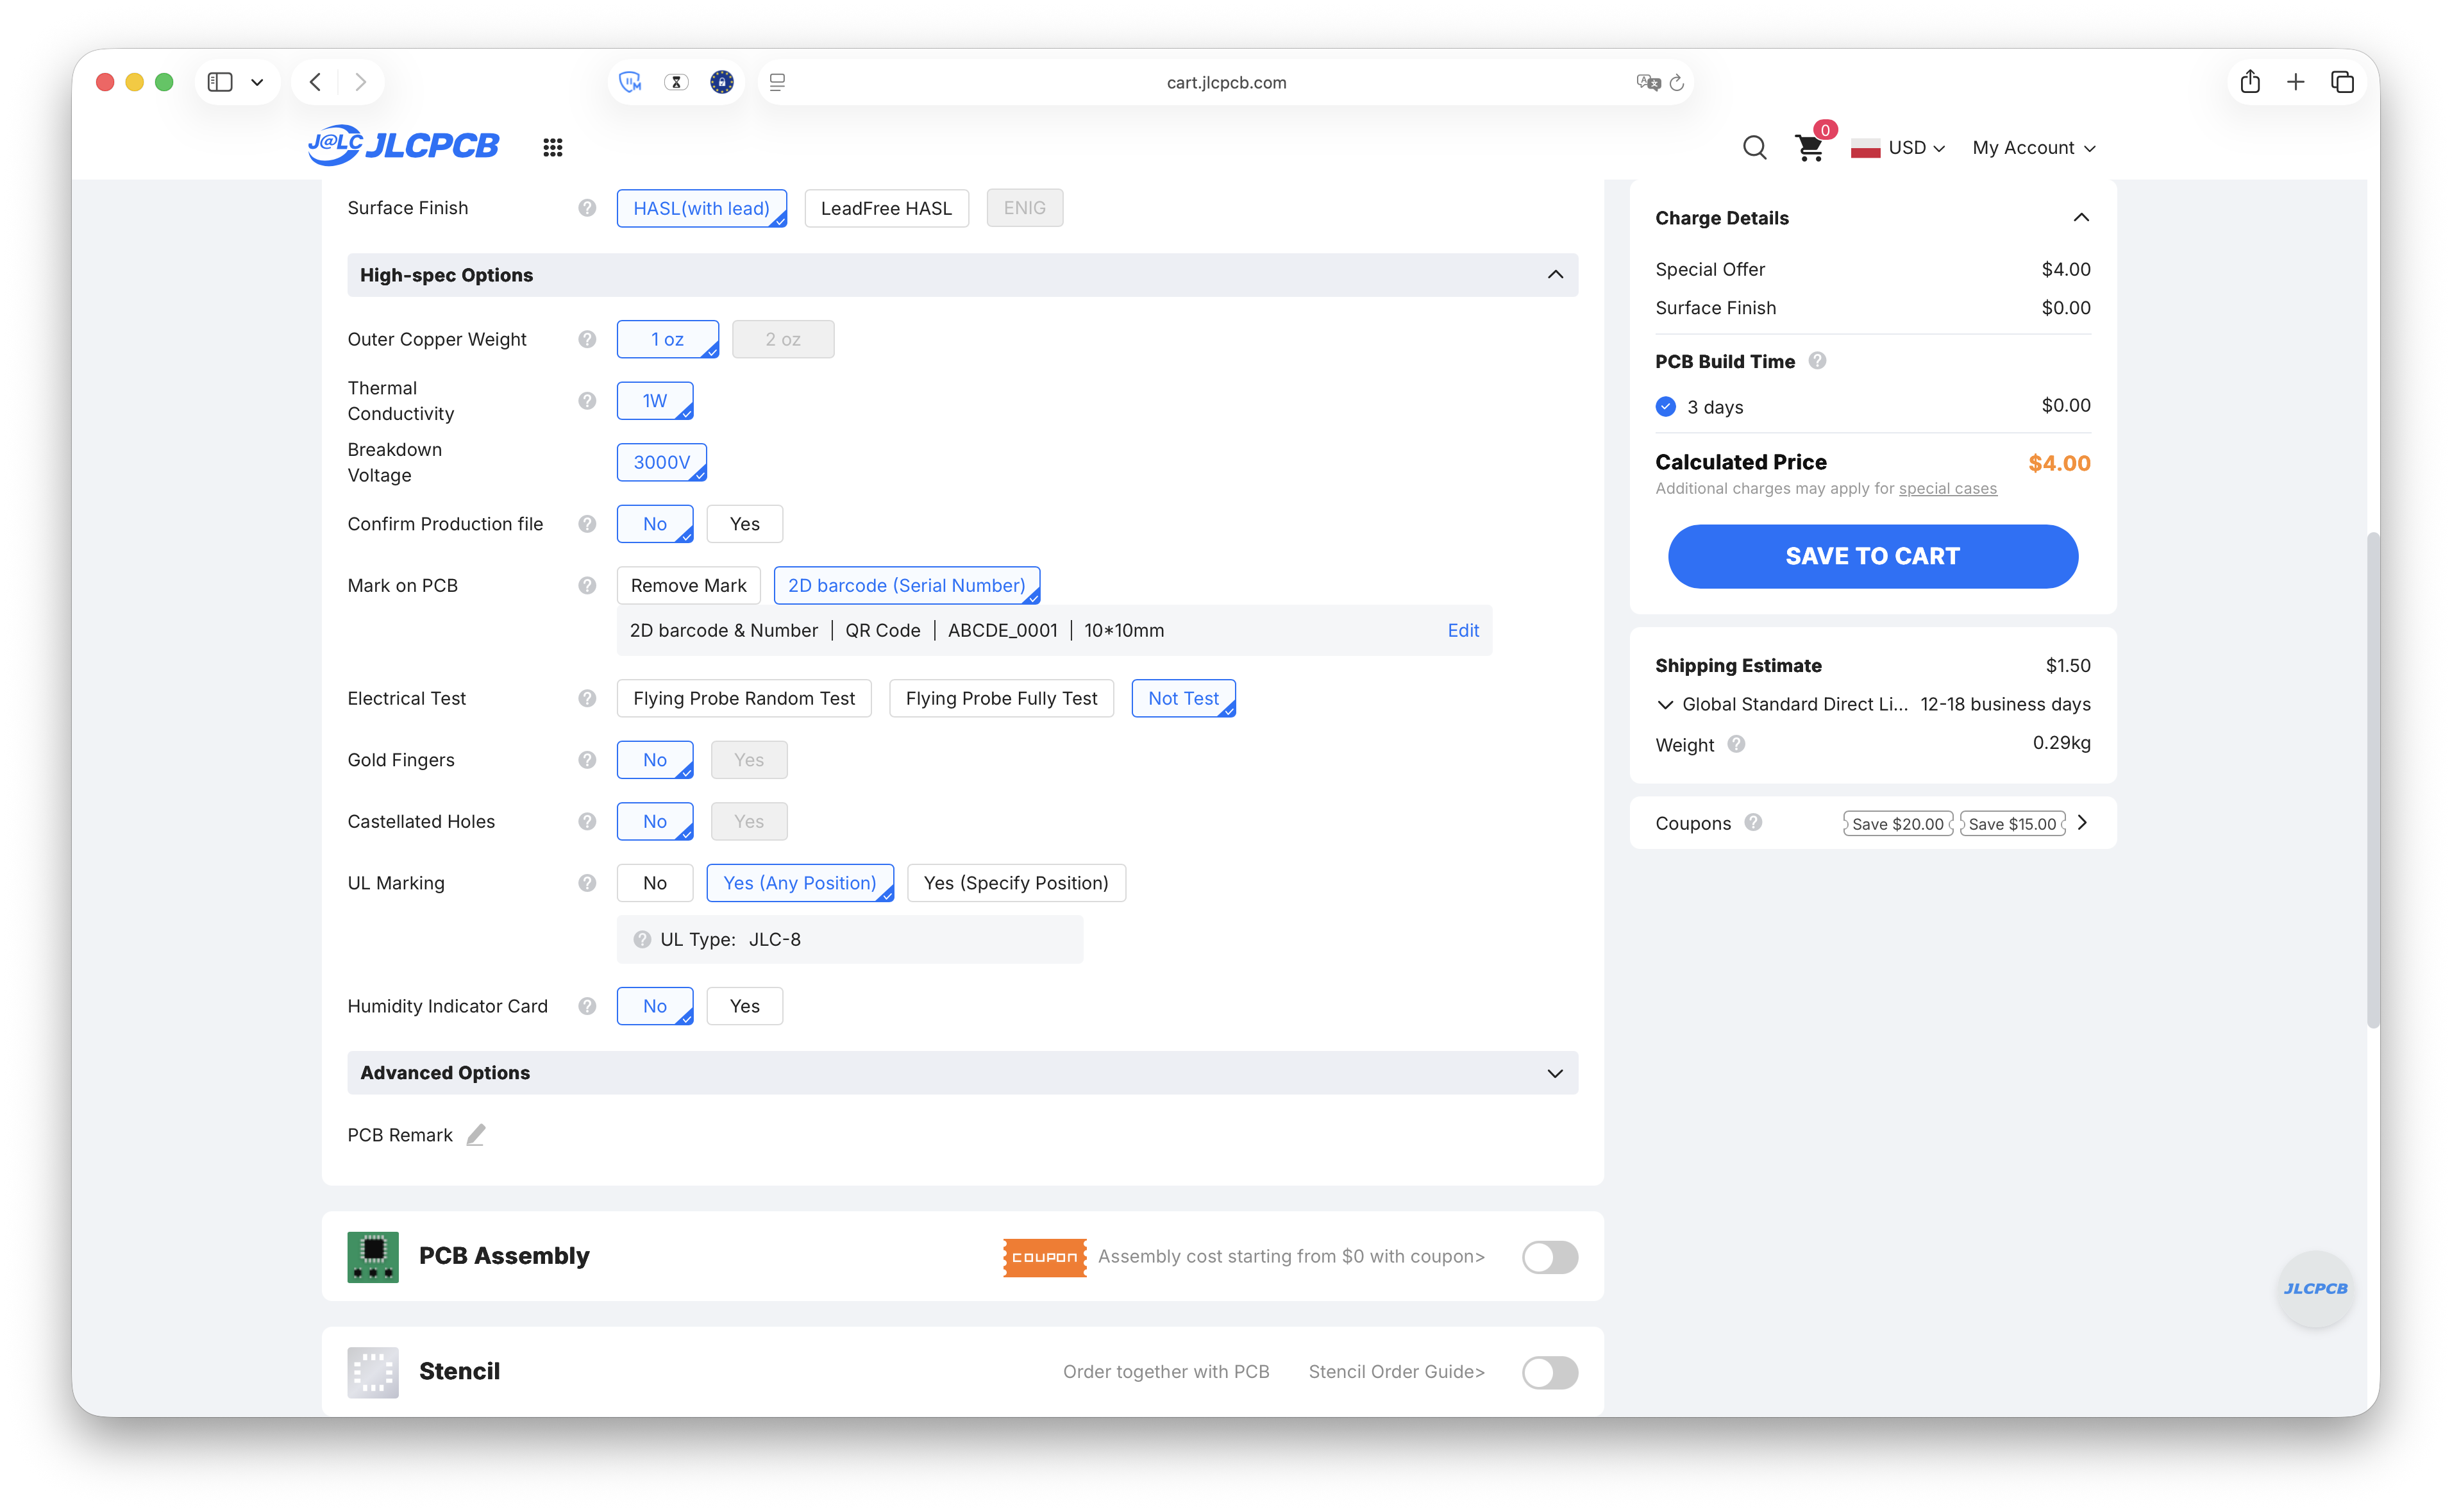 cart.jlcpcb.com
J@LC JLCPCB
0
USD
My Account
Surface Finish
HASL(with lead)
LeadFree HASL
ENIG
High-spec Options
Outer Copper Weight
1 oz
2 oz
Thermal
Conductivity
1W
Breakdown
Voltage
3000V
Confirm Production file
No
Yes
Mark on PCB
Remove Mark
2D barcode (Serial Number)
2D barcode & Number | QR Code | ABCDE_0001 | 10*10mm
Edit
Electrical Test
Flying Probe Random Test
Flying Probe Fully Test
Not Test
Gold Fingers
No
Yes
Castellated Holes
No
Yes
UL Marking
No
Yes (Any Position)
Yes (Specify Position)
UL Type: JLC-8
Humidity Indicator Card
No
Yes
Advanced Options
PCB Remark
PCB Assembly
COUPON
Assembly cost starting from $0 with coupon>
Stencil
Order together with PCB
Stencil Order Guide>
Charge Details
Special Offer
$4.00
Surface Finish
$0.00
PCB Build Time
3 days
$0.00
Calculated Price
$4.00
Additional charges may apply for special cases
SAVE TO CART
Shipping Estimate
$1.50
Global Standard Direct Li...
12-18 business days
Weight
0.29kg
Coupons
Save $20.00
Save $15.00
JLCPCB